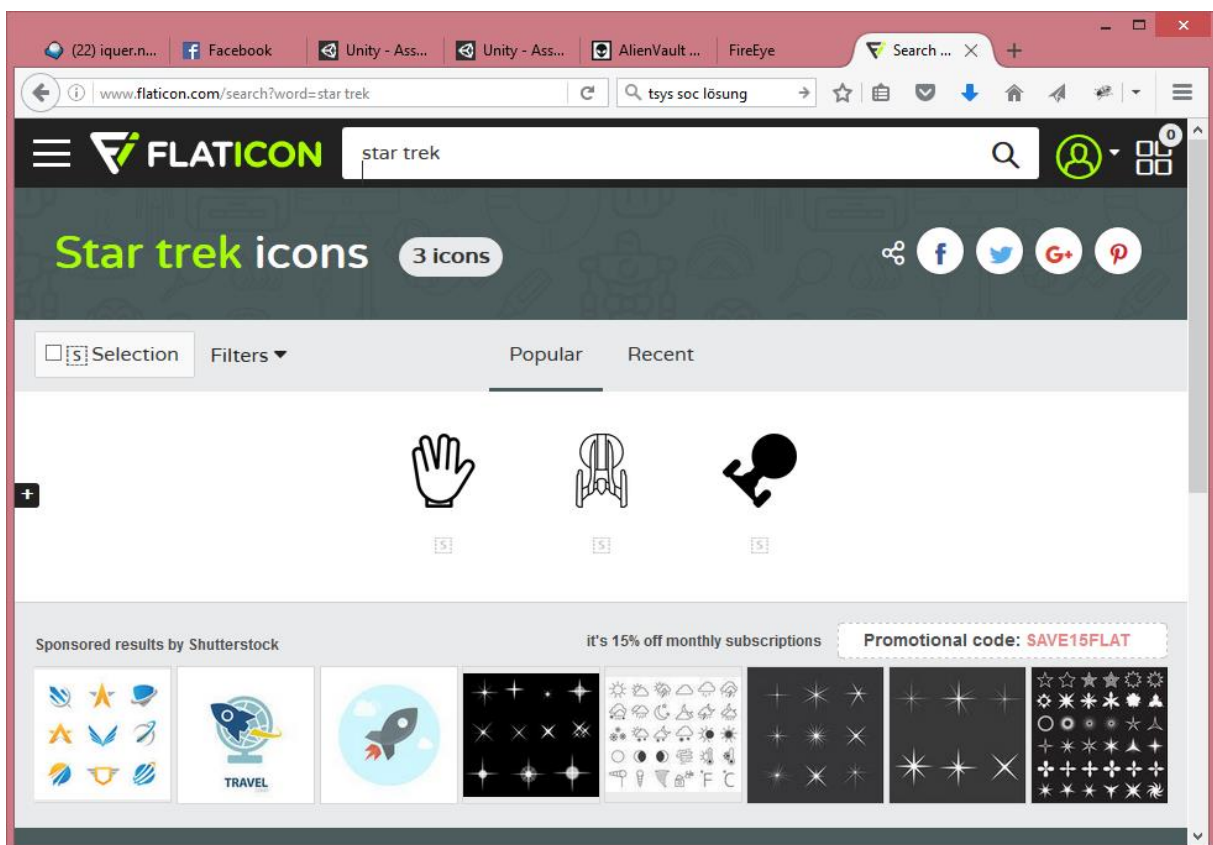 (22) iquer.n... Facebook Unity - Ass... Unity - Ass... AlienVault ... FireEye Search ...
www.flaticon.com/search?word=star trek tsys soc lösung
FLATICON star trek 0
Star trek icons 3 icons
f G+
S Selection Filters Popular Recent
S S S
Sponsored results by Shutterstock it's 15% off monthly subscriptions Promotional code: SAVE15FLAT
TRAVEL
°F °C